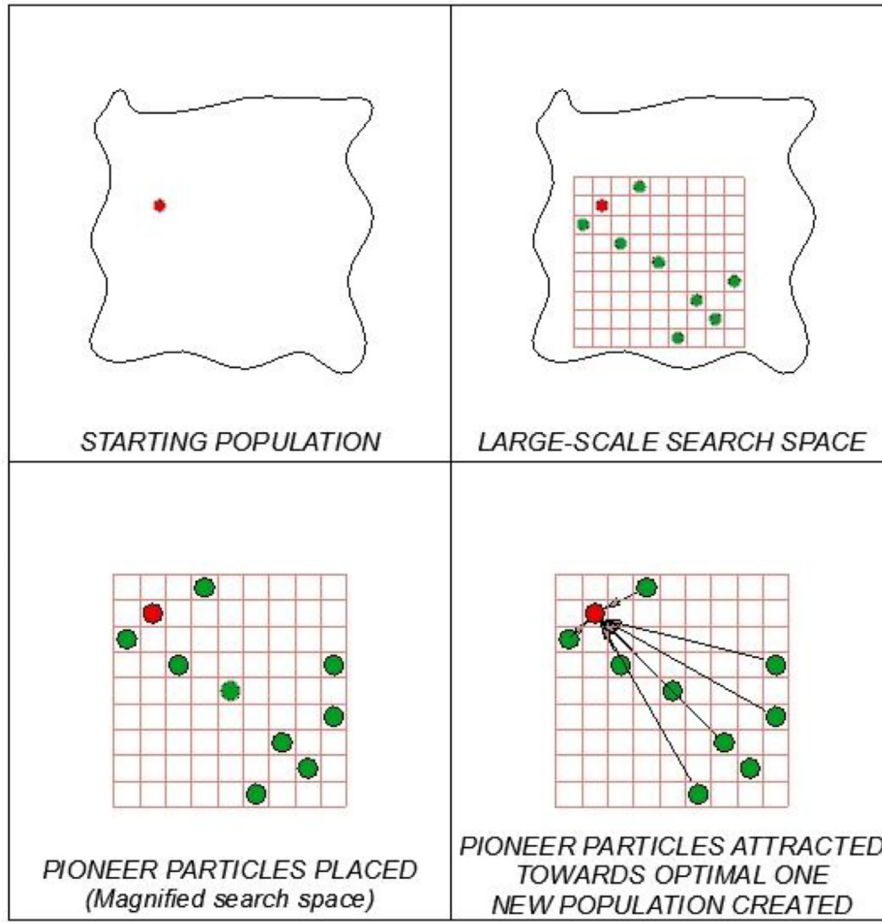 STARTING POPULATION
LARGE-SCALE SEARCH SPACE
PIONEER PARTICLES PLACED
(Magnified search space)
PIONEER PARTICLES ATTRACTED
TOWARDS OPTIMAL ONE
NEW POPULATION CREATED